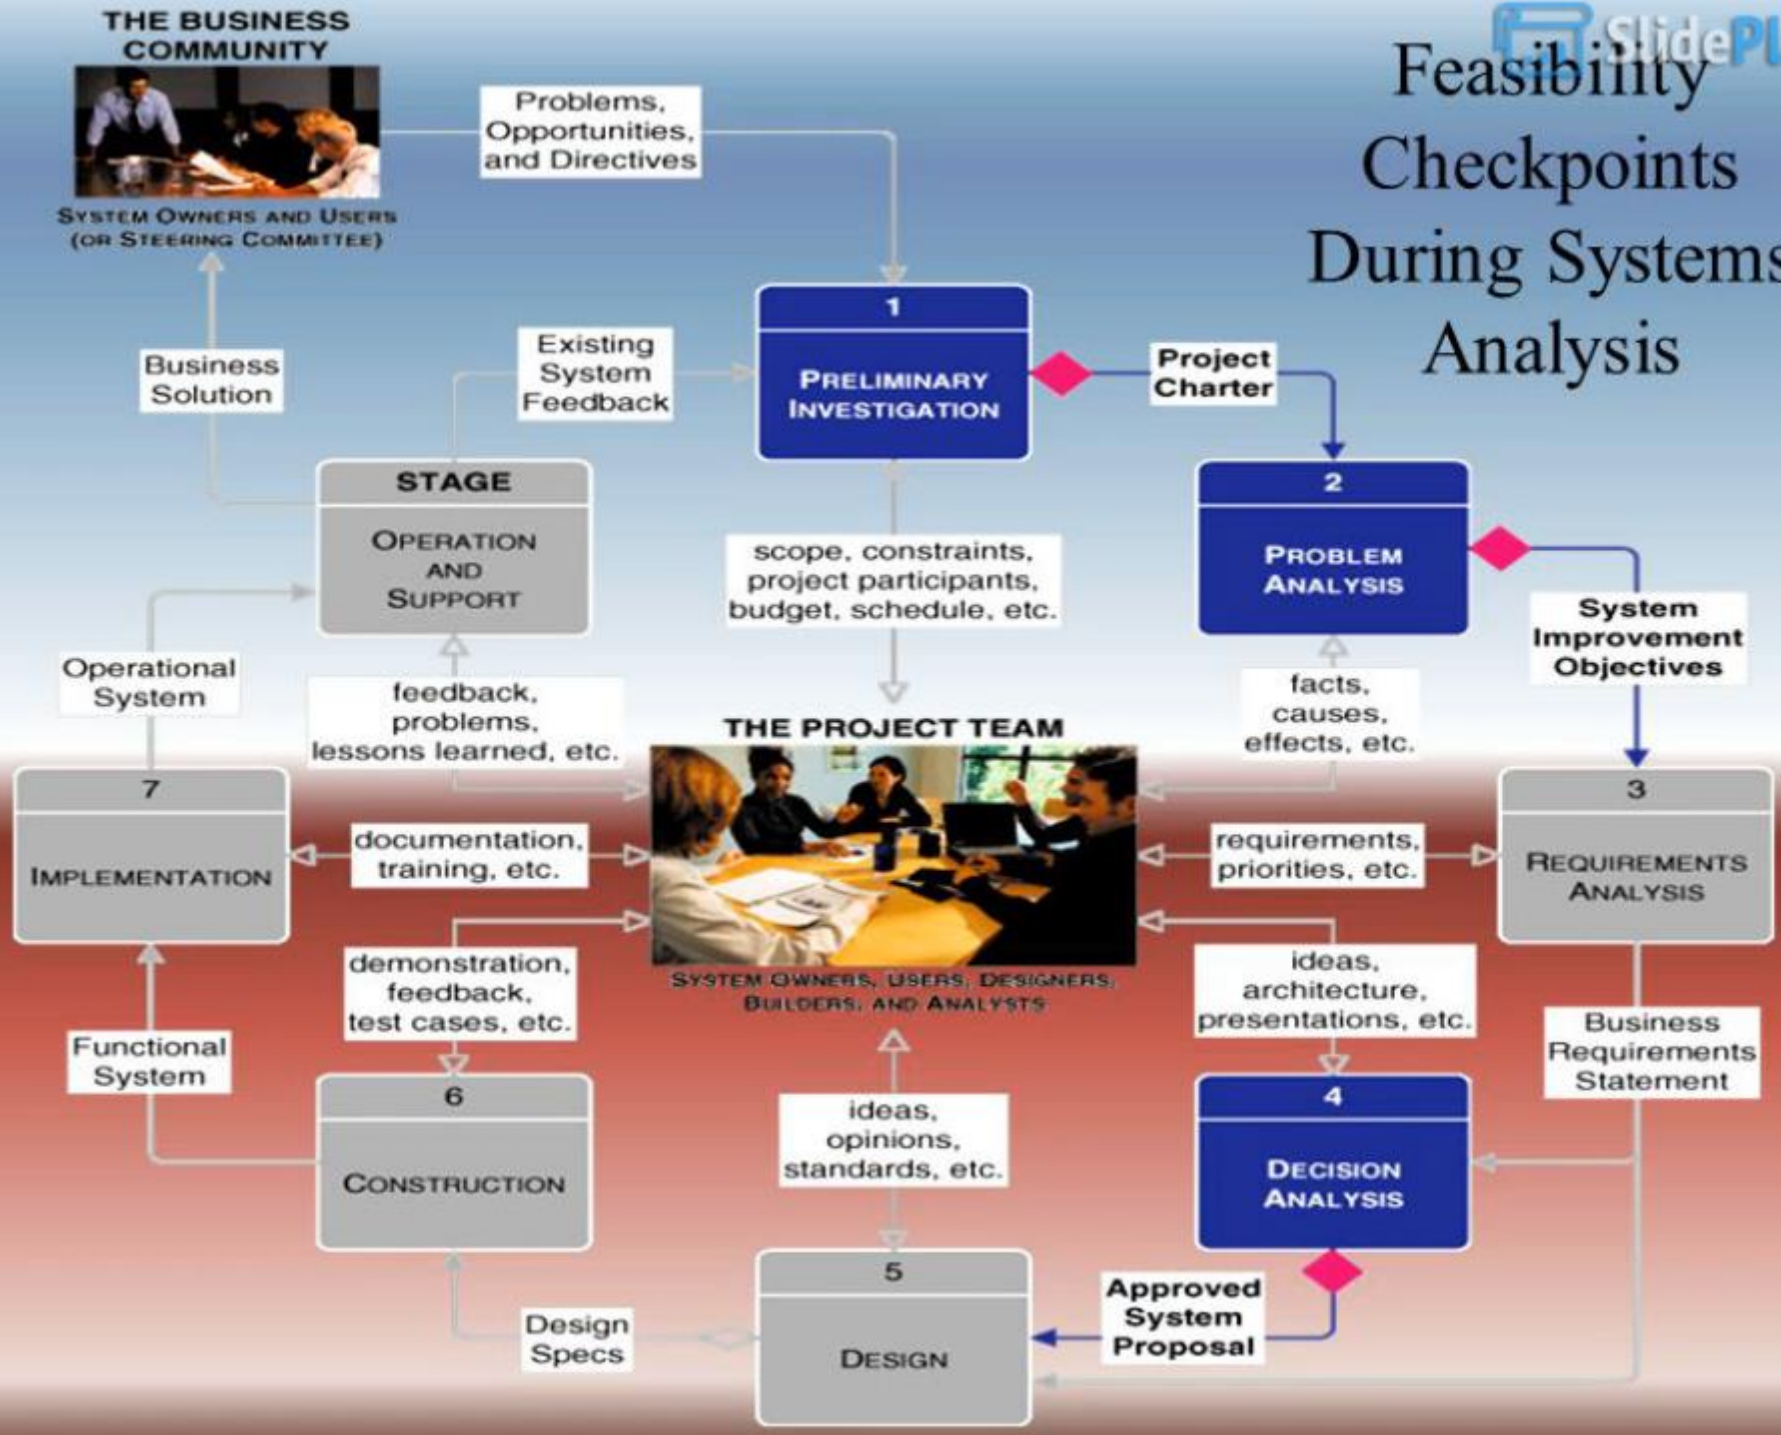 THE BUSINESS
COMMUNITY
SYSTEM OWNERS AND USERS
(OR STEERING COMMITTEE)
Problems,
Opportunities,
and Directives
Feasibility
Checkpoints
During Systems
Analysis
1
PRELIMINARY
INVESTIGATION
Existing
System
Feedback
Business
Solution
Project
Charter
STAGE
OPERATION
AND
SUPPORT
2
PROBLEM
ANALYSIS
scope, constraints,
project participants,
budget, schedule, etc.
System
Improvement
Objectives
Operational
System
feedback,
problems,
lessons learned, etc.
facts,
causes,
effects, etc.
THE PROJECT TEAM
SYSTEM OWNERS, USERS, DESIGNERS,
BUILDERS, AND ANALYSTS
7
IMPLEMENTATION
documentation,
training, etc.
requirements,
priorities, etc.
3
REQUIREMENTS
ANALYSIS
demonstration,
feedback,
test cases, etc.
ideas,
architecture,
presentations, etc.
Functional
System
Business
Requirements
Statement
6
CONSTRUCTION
ideas,
opinions,
standards, etc.
4
DECISION
ANALYSIS
5
DESIGN
Design
Specs
Approved
System
Proposal